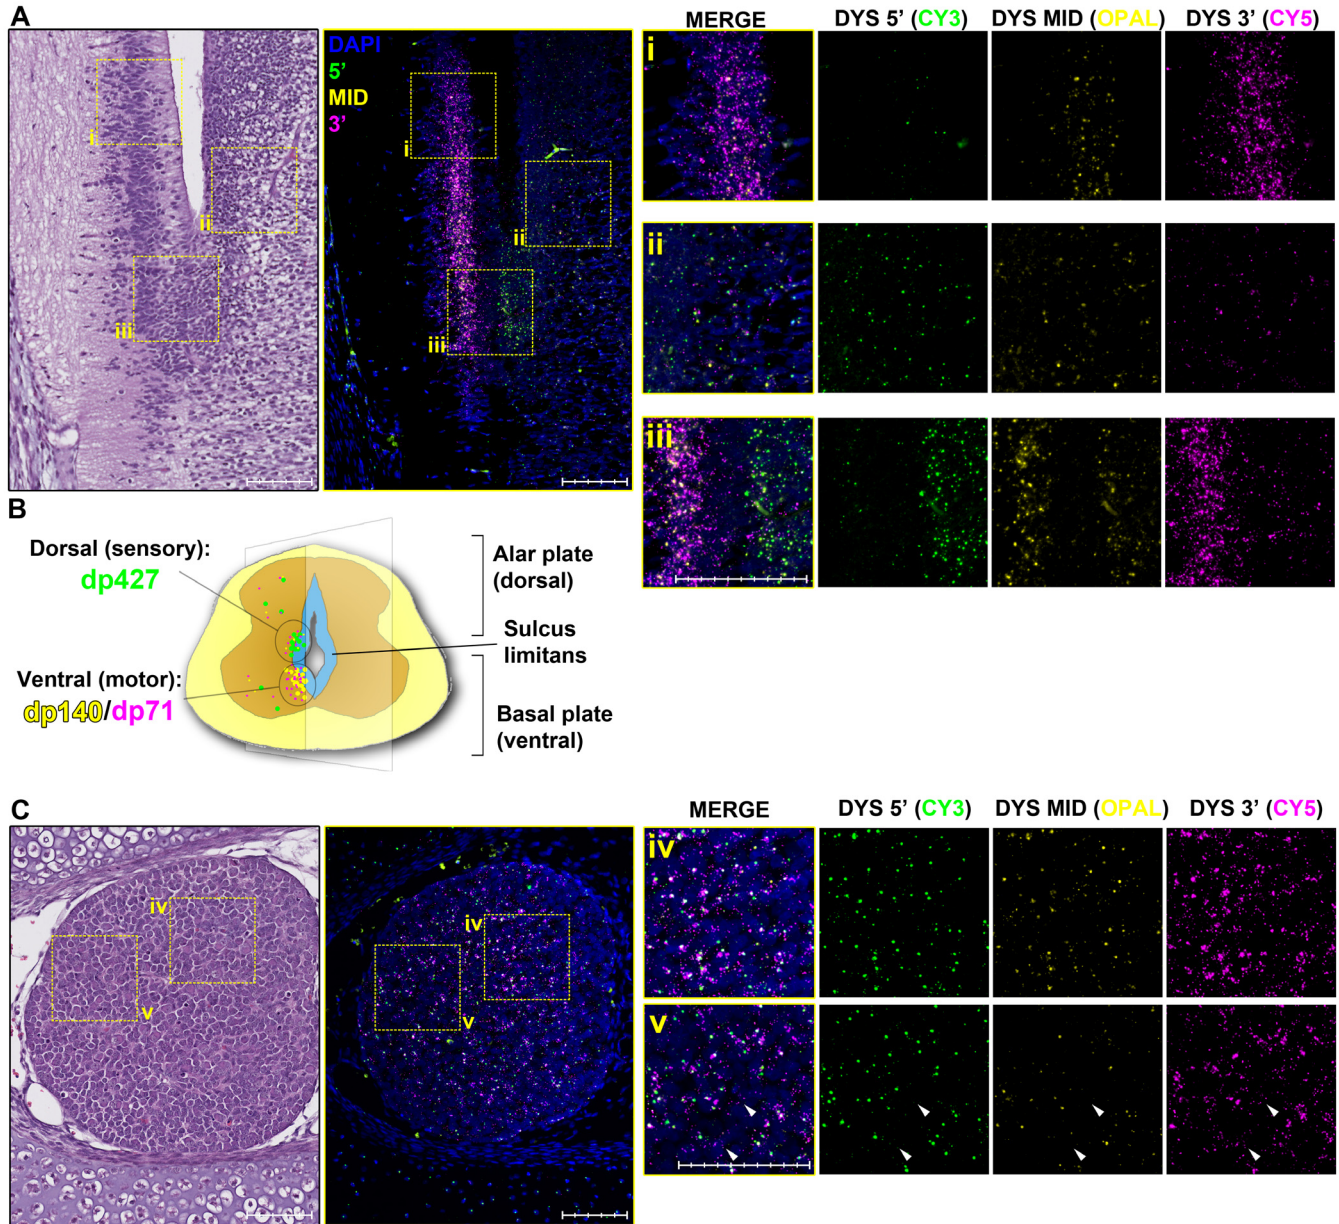 A
MERGE
DYS 5’ (CY3)
DYS MID (OPAL)
DYS 3’ (CY5)
i
ii
iii
DAPI
5’
MID
3’
i
ii
iii
i
ii
iii
B
Dorsal (sensory):
dp427
Ventral (motor):
dp140/dp71
Alar plate
(dorsal)
Sulcus
limitans
Basal plate
(ventral)
C
MERGE
DYS 5’ (CY3)
DYS MID (OPAL)
DYS 3’ (CY5)
iv
v
iv
v
iv
v